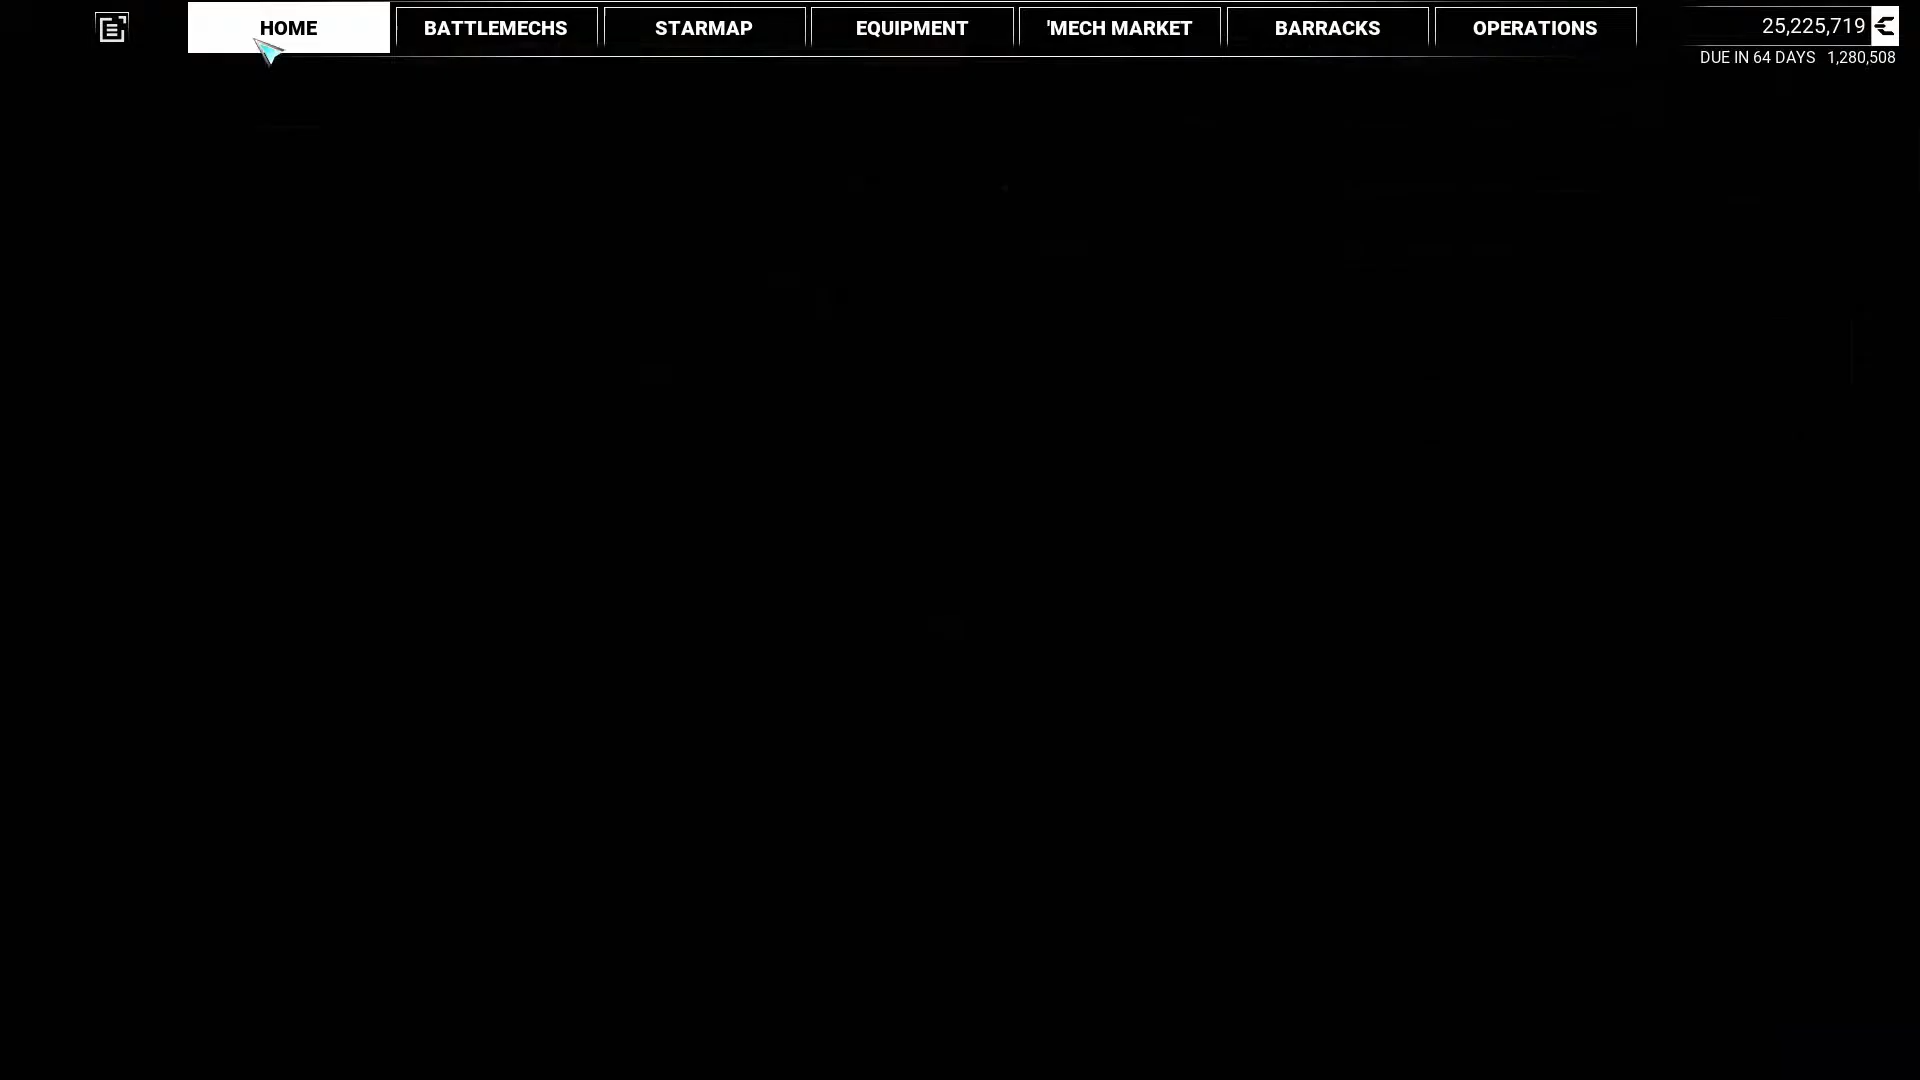 HOME
BATTLEMECHS
STARMAP
EQUIPMENT
'MECH MARKET
BARRACKS
OPERATIONS
25,225,719
DUE IN 64 DAYS 1,280,508